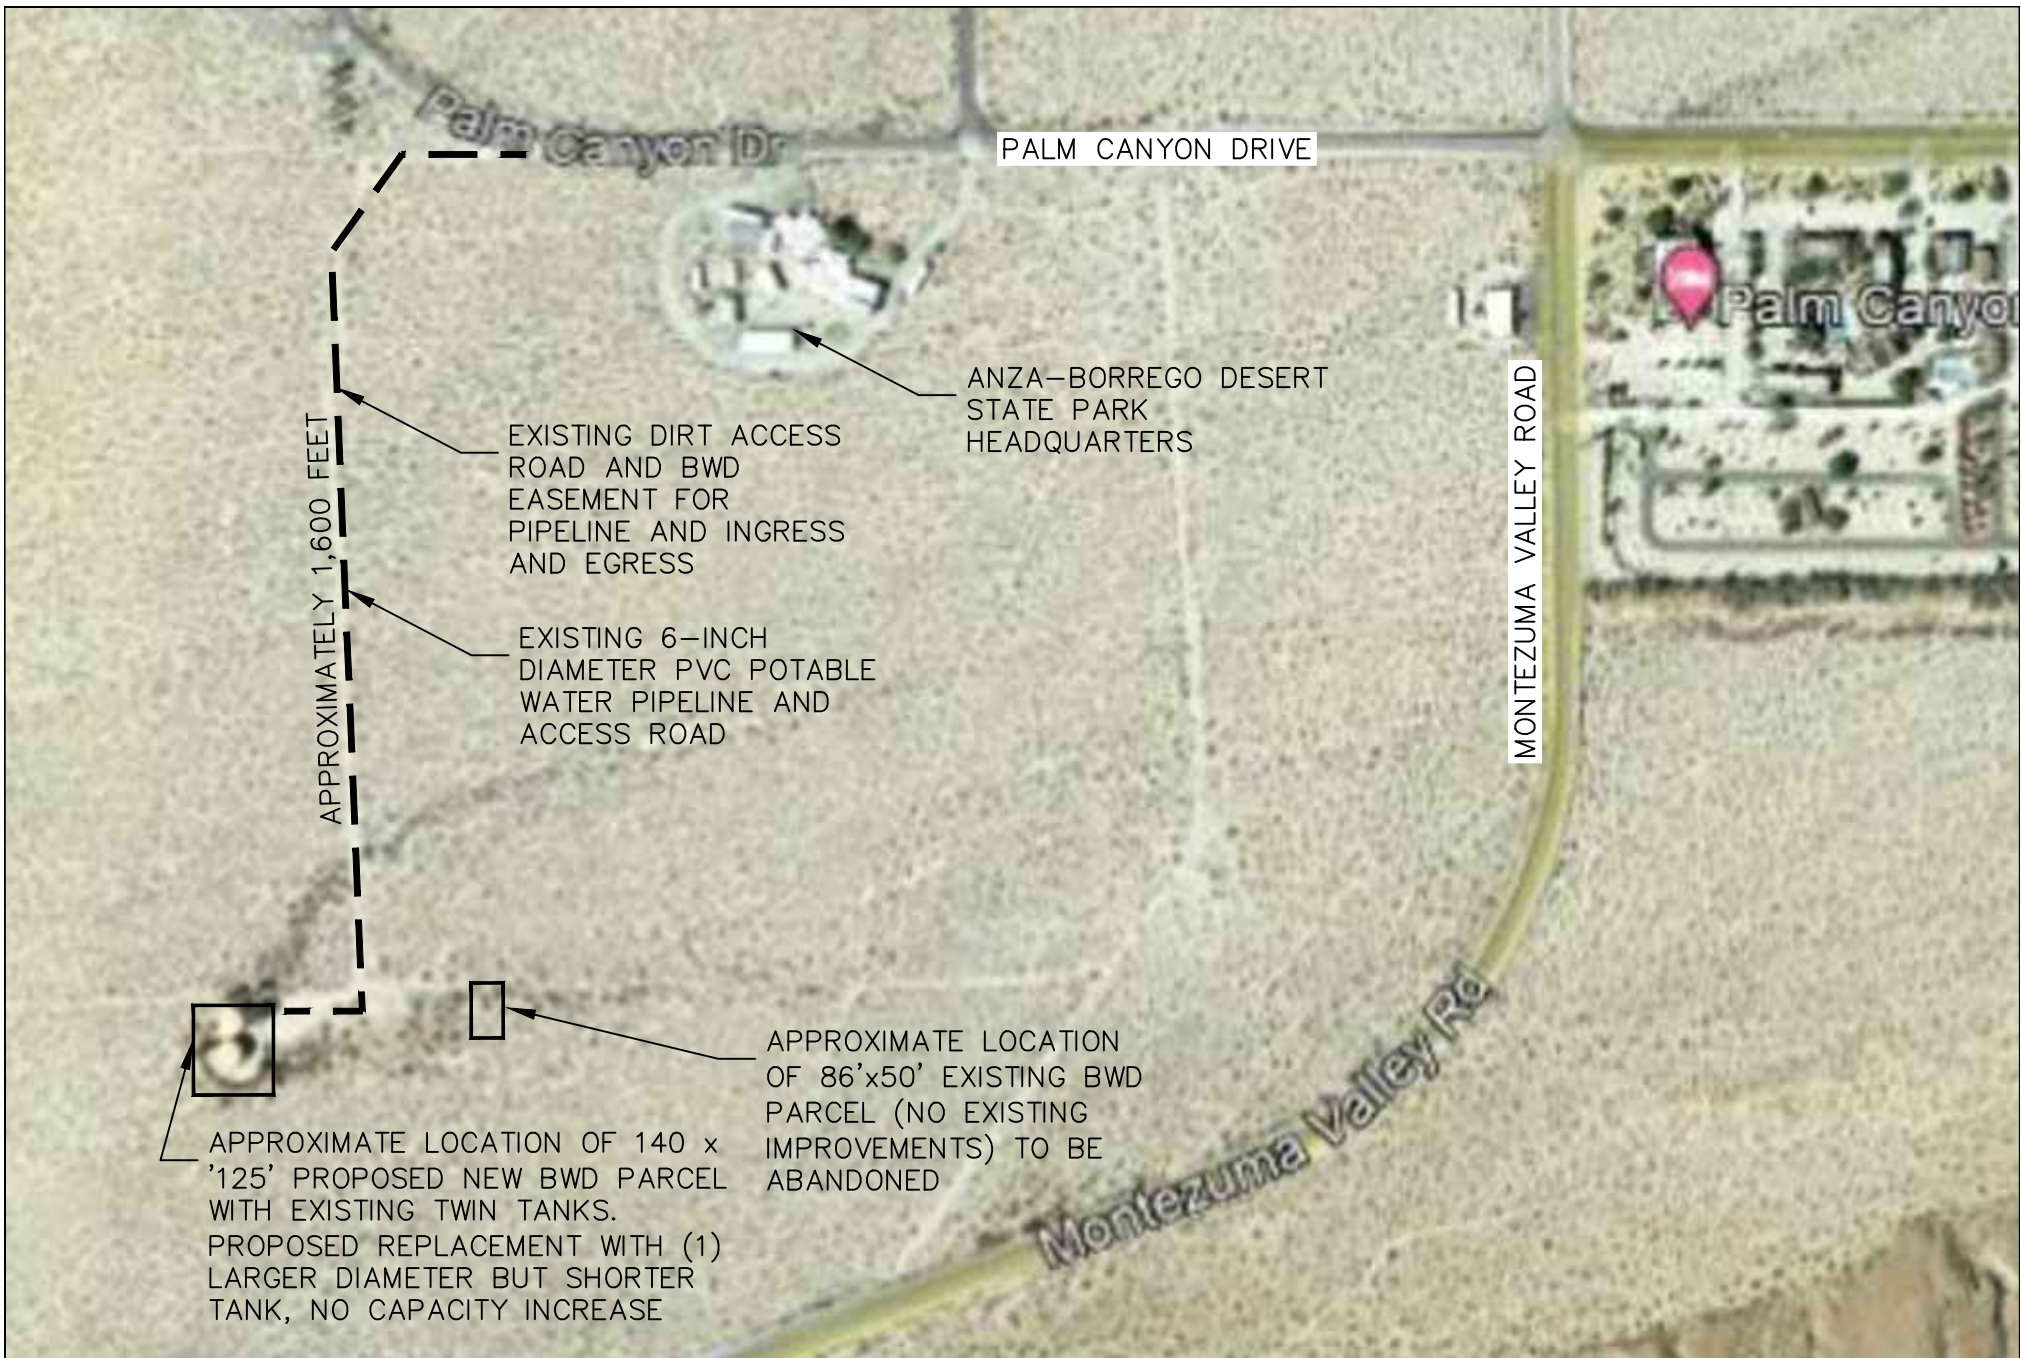 Palm Canyon Dr
PALM CANYON DRIVE
Palm Canyo
ANZA-BORREGO DESERT
STATE PARK
HEADQUARTERS
MONTEZUMA VALLEY ROAD
EXISTING DIRT ACCESS
ROAD AND BWD
EASEMENT FOR
PIPELINE AND INGRESS
AND EGRESS
APPROXIMATELY 1,600 FEET
EXISTING 6-INCH
DIAMETER PVC POTABLE
WATER PIPELINE AND
ACCESS ROAD
Montezuma Valley Rd
APPROXIMATE LOCATION
OF 86'x50' EXISTING BWD
PARCEL (NO EXISTING
IMPROVEMENTS) TO BE
ABANDONED
APPROXIMATE LOCATION OF 140 x
'125' PROPOSED NEW BWD PARCEL
WITH EXISTING TWIN TANKS.
PROPOSED REPLACEMENT WITH (1)
LARGER DIAMETER BUT SHORTER
TANK, NO CAPACITY INCREASE